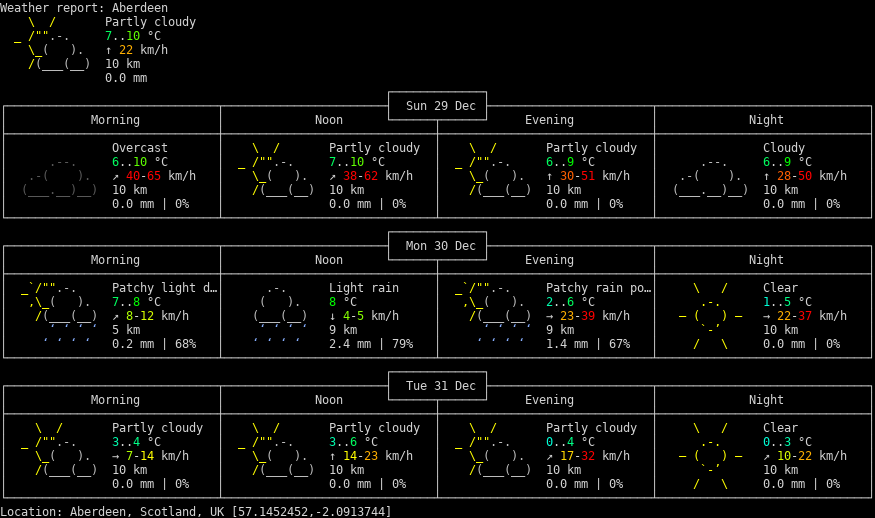 Weather report: Aberdeen
Partly cloudy
7..10 °C
↑ 22 km/h
10 km
0.0 mm
Sun 29 Dec
Morning Noon Evening Night
Overcast Partly cloudy Partly cloudy Cloudy
6..10 °C 7..10 °C 6..9 °C 6..9 °C
↗ 40-65 km/h ↗ 38-62 km/h ↑ 30-51 km/h ↑ 28-50 km/h
10 km 10 km 10 km 10 km
0.0 mm | 0% 0.0 mm | 0% 0.0 mm | 0% 0.0 mm | 0%
Mon 30 Dec
Morning Noon Evening Night
Patchy light d… Light rain Patchy rain po… Clear
7..8 °C 8 °C 2..6 °C 1..5 °C
↗ 8-12 km/h ↓ 4-5 km/h → 23-39 km/h → 22-37 km/h
5 km 9 km 9 km 10 km
0.2 mm | 68% 2.4 mm | 79% 1.4 mm | 67% 0.0 mm | 0%
Tue 31 Dec
Morning Noon Evening Night
Partly cloudy Partly cloudy Partly cloudy Clear
3..4 °C 3..6 °C 0..4 °C 0..3 °C
→ 7-14 km/h ↑ 14-23 km/h ↗ 17-32 km/h ↗ 10-22 km/h
10 km 10 km 10 km 10 km
0.0 mm | 0% 0.0 mm | 0% 0.0 mm | 0% 0.0 mm | 0%
Location: Aberdeen, Scotland, UK [57.1452452,-2.0913744]